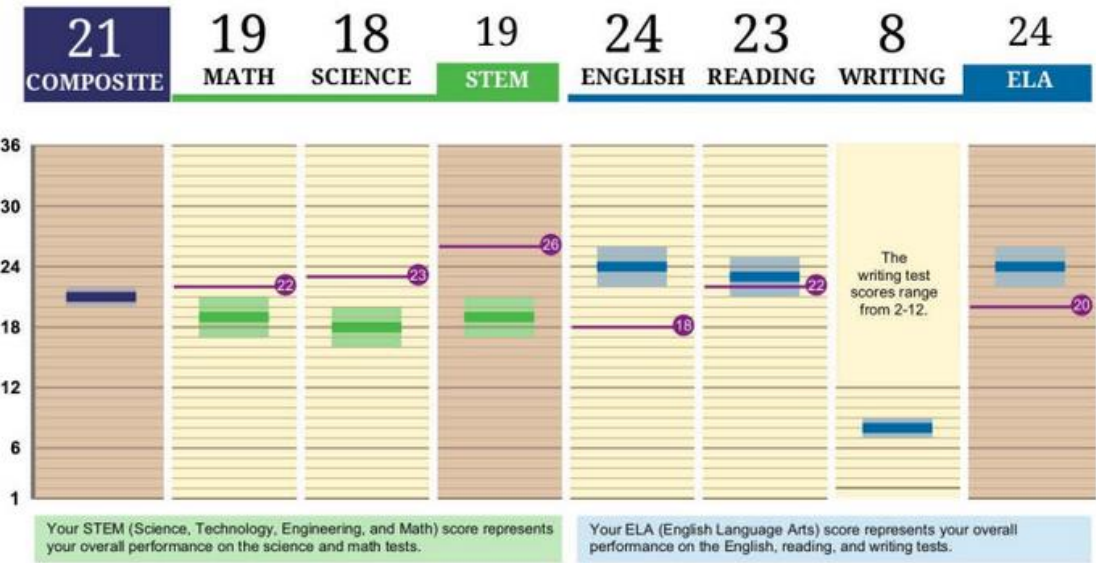 21 19 18 19 24 23 8 24
COMPOSITE MATH SCIENCE STEM ENGLISH READING WRITING ELA
36
30
24
18
12
6
1
22
23
26
18
22
The
writing test
scores range
from 2-12.
20
Your STEM (Science, Technology, Engineering, and Math) score represents
your overall performance on the science and math tests.
Your ELA (English Language Arts) score represents your overall
performance on the English, reading, and writing tests.